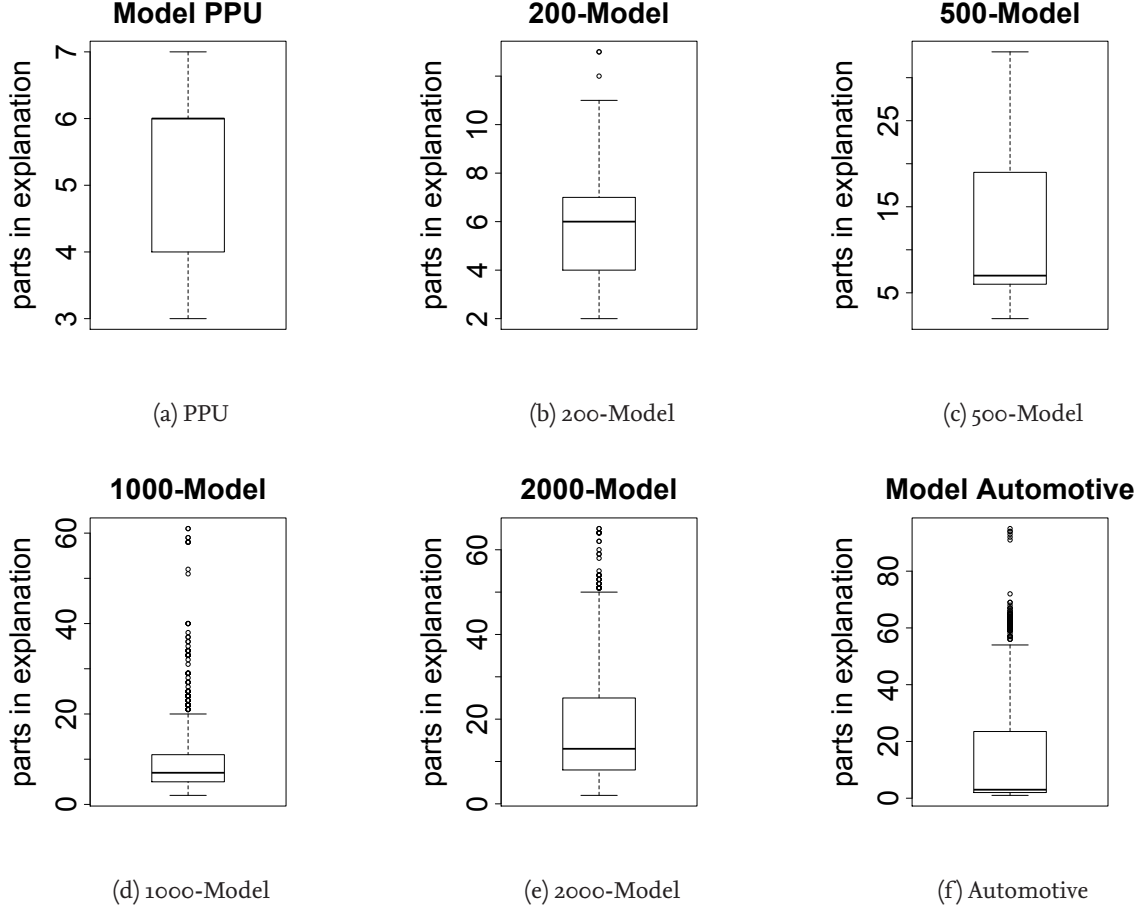 Model PPU
200-Model
500-Model
parts in explanation
3 4 5 6 7
parts in explanation
2 4 6 8 10
parts in explanation
5 15 25
(a) PPU
(b) 200-Model
(c) 500-Model
1000-Model
2000-Model
Model Automotive
parts in explanation
0 20 40 60
parts in explanation
0 20 40 60
parts in explanation
0 20 40 60 80
(d) 1000-Model
(e) 2000-Model
(f) Automotive